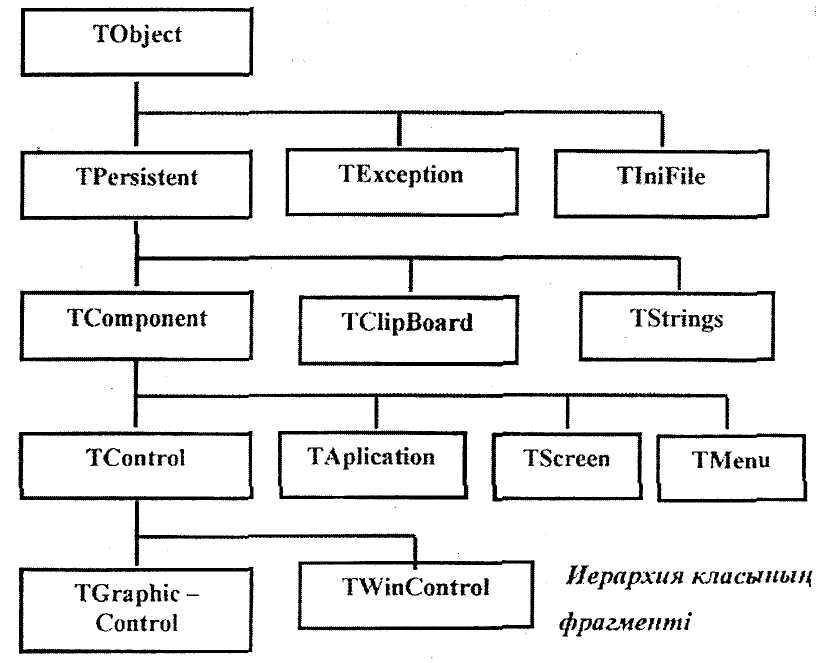 TObject
TPersistent
TException
TIniFile
TComponent
TClipBoard
TStrings
TControl
TAplication
TScreen
TMenu
TGraphic –
Control
TWinControl
Иерархия класының
фрагменті